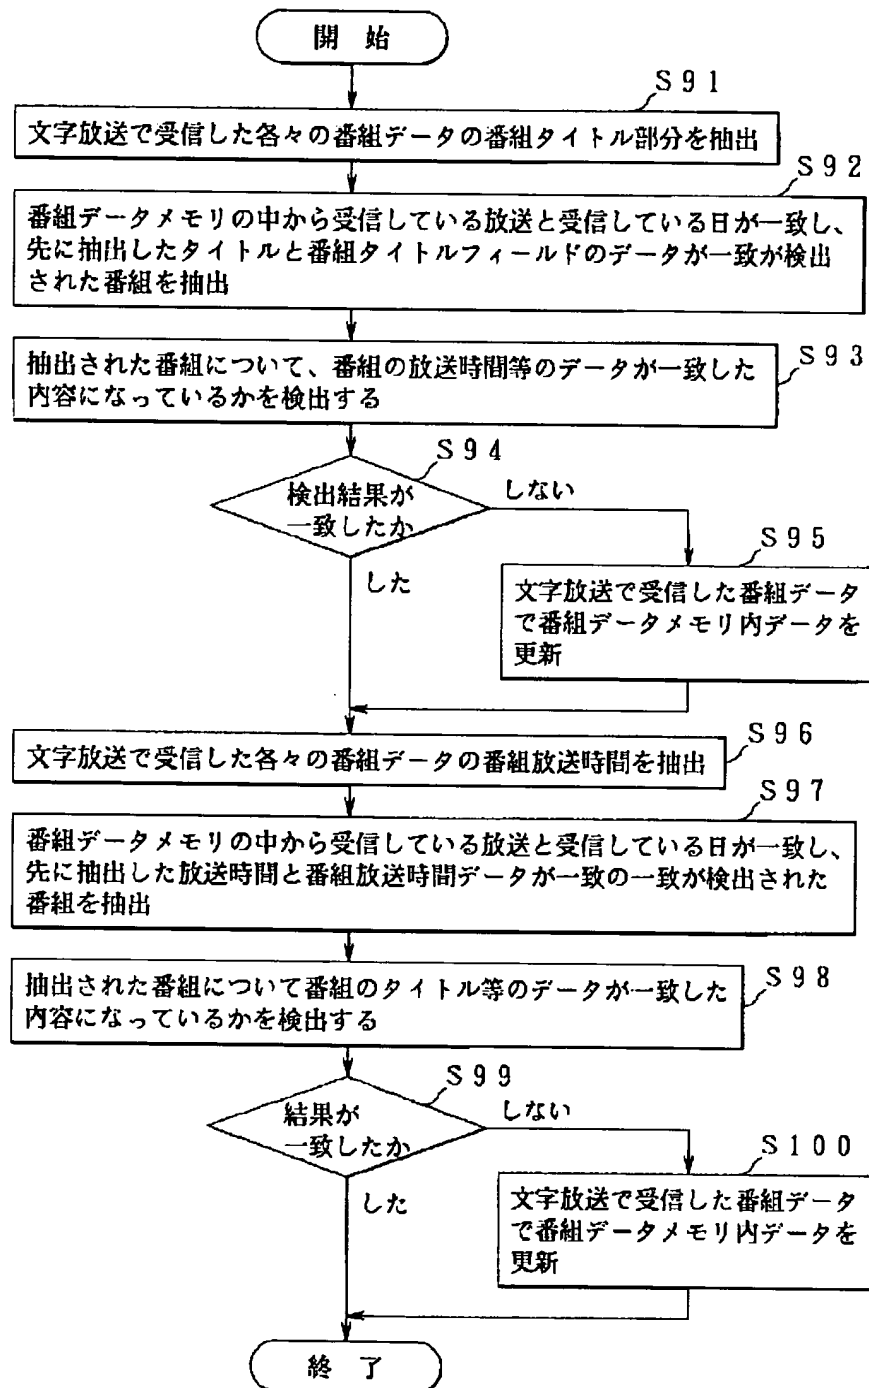 開 始
S91
文字放送で受信した各々の番組データの番組タイトル部分を抽出
S92
番組データメモリの中から受信している放送と受信している日が一致し、
先に抽出したタイトルと番組タイトルフィールドのデータが一致が検出
された番組を抽出
S93
抽出された番組について、番組の放送時間等のデータが一致した
内容になっているかを検出する
S94
検出結果が
一致したか
しない
した
S95
文字放送で受信した番組データ
で番組データメモリ内データを
更新
S96
文字放送で受信した各々の番組データの番組放送時間を抽出
S97
番組データメモリの中から受信している放送と受信している日が一致し、
先に抽出した放送時間と番組放送時間データが一致の一致が検出された
番組を抽出
S98
抽出された番組について番組のタイトル等のデータが一致した
内容になっているかを検出する
S99
結果が
一致したか
しない
した
S100
文字放送で受信した番組データ
で番組データメモリ内データを
更新
終 了